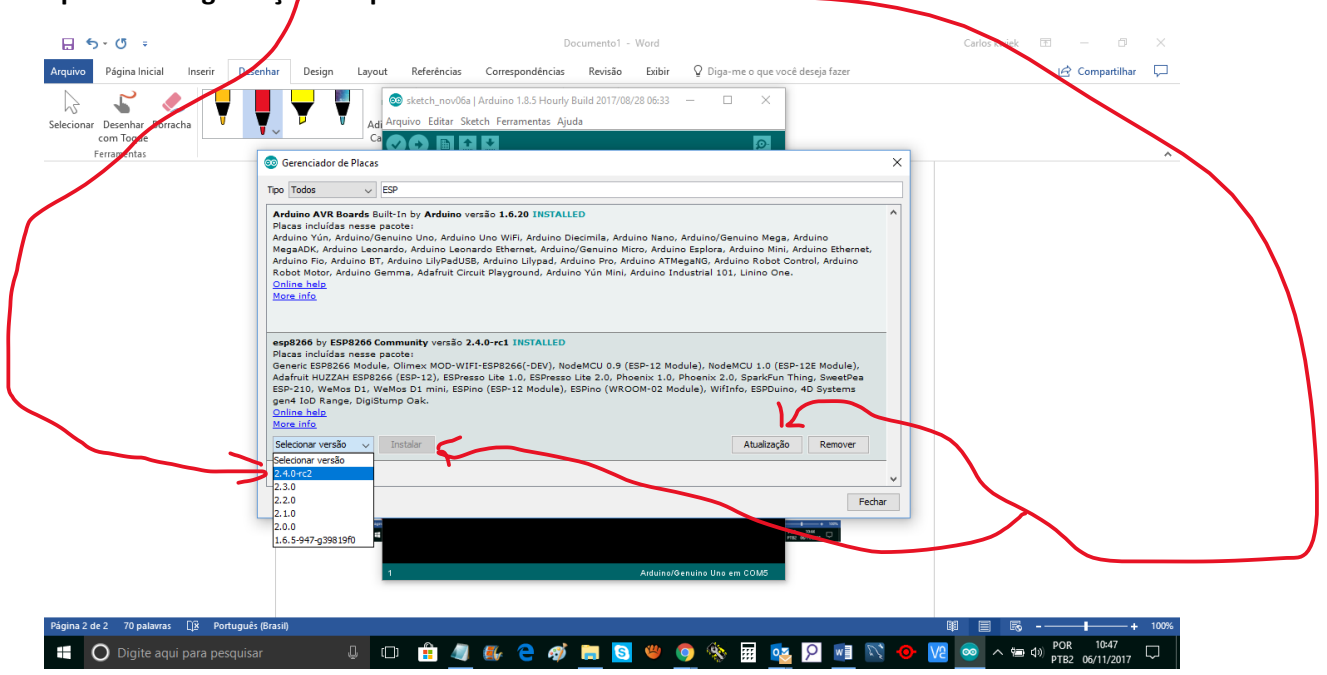 Documento1 - Word
Arquivo Página Inicial Inserir Desenhar Design Layout Referências Correspondências Revisão Exibir Diga-me o que você deseja fazer Compartilhar
Selecionar Desenhar com Toque Borracha
Ferramentas
sketch_nov06a | Arduino 1.8.5 Hourly Build 2017/08/28 06:33
Arquivo Editar Sketch Ferramentas Ajuda
Gerenciador de Placas
Tipo Todos ESP
Arduino AVR Boards Built-In by Arduino versão 1.6.20 INSTALLED
Placas incluídas nesse pacote:
Arduino Yún, Arduino/Genuino Uno, Arduino Uno WiFi, Arduino Diecimila, Arduino Nano, Arduino/Genuino Mega, Arduino
MegaADK, Arduino Leonardo, Arduino Leonardo Ethernet, Arduino/Genuino Micro, Arduino Esplora, Arduino Mini, Arduino Ethernet,
Arduino Fio, Arduino BT, Arduino LilyPadUSB, Arduino Lilypad, Arduino Pro, Arduino ATMegaNG, Arduino Robot Control, Arduino
Robot Motor, Arduino Gemma, Adafruit Circuit Playground, Arduino Yún Mini, Arduino Industrial 101, Linino One.
Online help
More info
esp8266 by ESP8266 Community versão 2.4.0-rc1 INSTALLED
Placas incluídas nesse pacote:
Generic ESP8266 Module, Olimex MOD-WIFI-ESP8266(-DEV), NodeMCU 0.9 (ESP-12 Module), NodeMCU 1.0 (ESP-12E Module),
Adafruit HUZZAH ESP8266 (ESP-12), ESPresso Lite 1.0, ESPresso Lite 2.0, Phoenix 1.0, Phoenix 2.0, SparkFun Thing, SweetPea
ESP-210, WeMos D1, WeMos D1 mini, ESPino (ESP-12 Module), ESPino (WROOM-02 Module), WifInfo, ESPDuino, 4D Systems
gen4 IoD Range, DigiStump Oak.
Online help
More info
Selecionar versão Instalar Atualização Remover
Selecionar versão
2.4.0-rc2
2.3.0
2.2.0
2.1.0
2.0.0
1.6.5-947-g39819f0
Fechar
1 Arduino/Genuino Uno em COM5
Página 2 de 2 70 palavras Português (Brasil) 100%
Digite aqui para pesquisar
POR 10:47
PTB2 06/11/2017